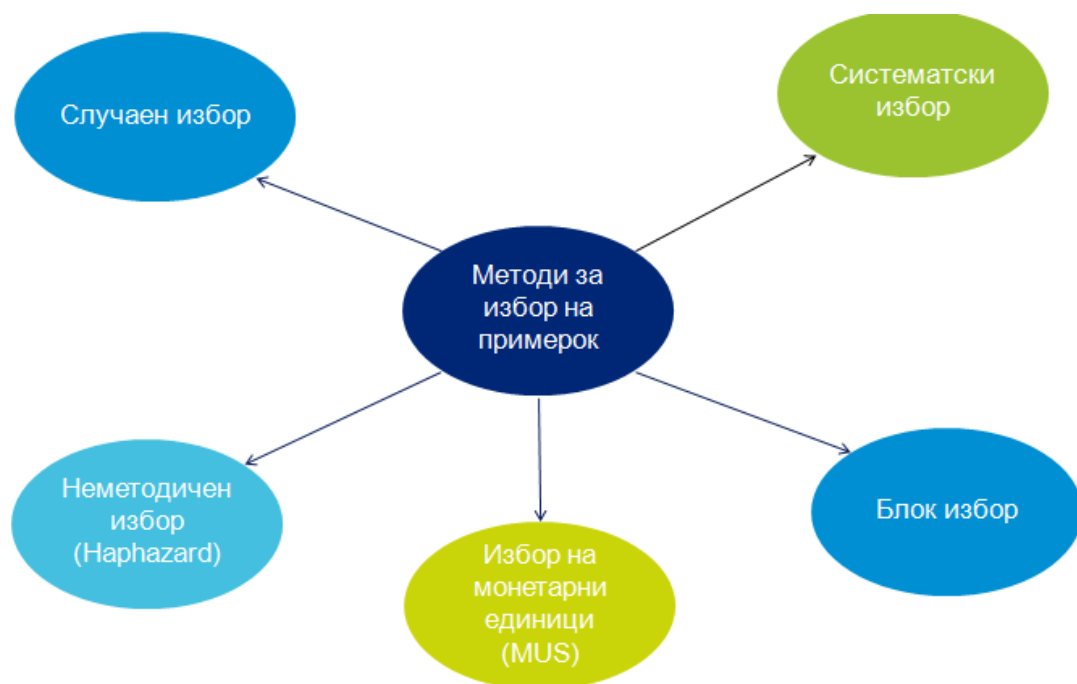 Случаен избор
Систематски
избор
Методи за
избор на
примерок
Неметодичен
избор
(Haphazard)
Избор на
монетарни
единици
(MUS)
Блок избор